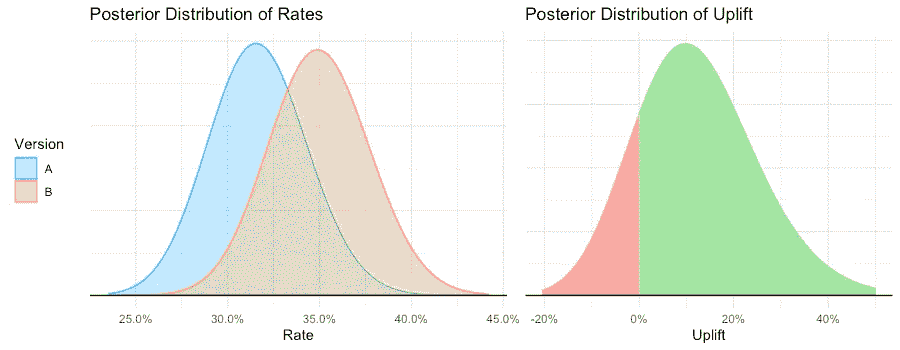 Posterior Distribution of Rates
Version
A
B
25.0% 30.0% 35.0% 40.0% 45.0%
Rate
Posterior Distribution of Uplift
-20% 0% 20% 40%
Uplift